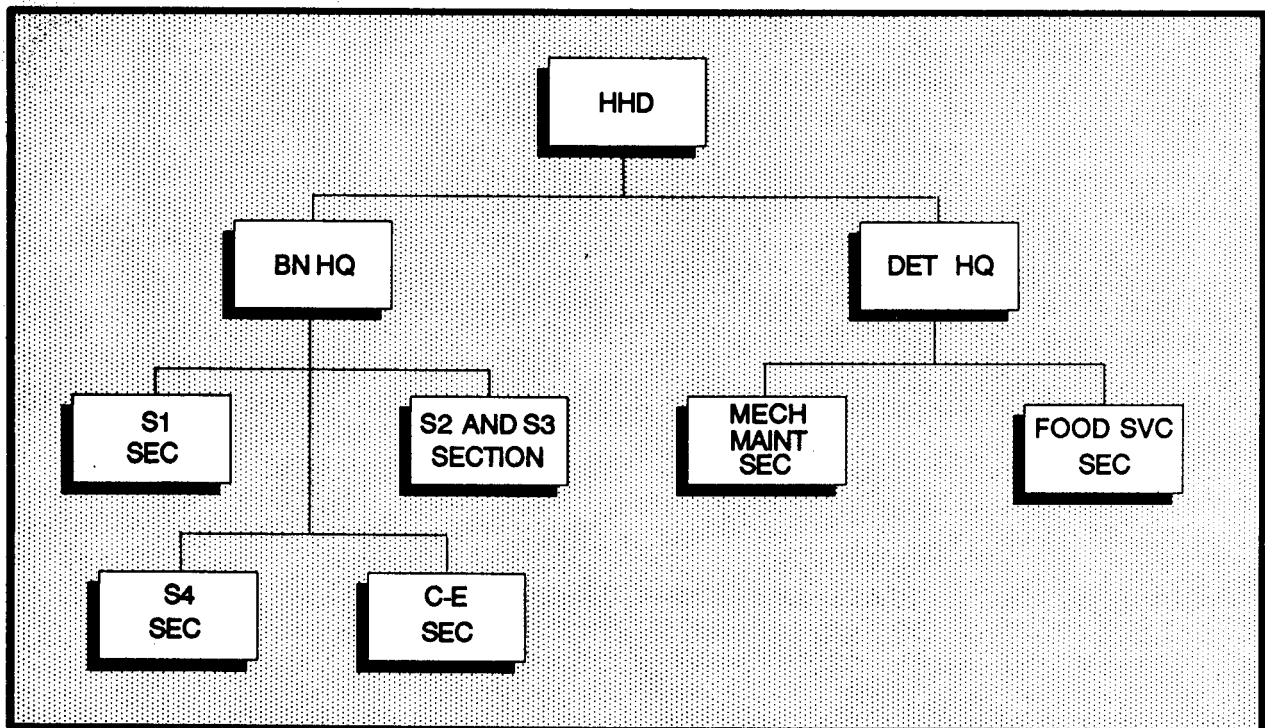 HHD
BN HQ
DET HQ
S1
SEC
S2 AND S3
SECTION
MECH
MAINT
SEC
FOOD SVC
SEC
S4
SEC
C-E
SEC